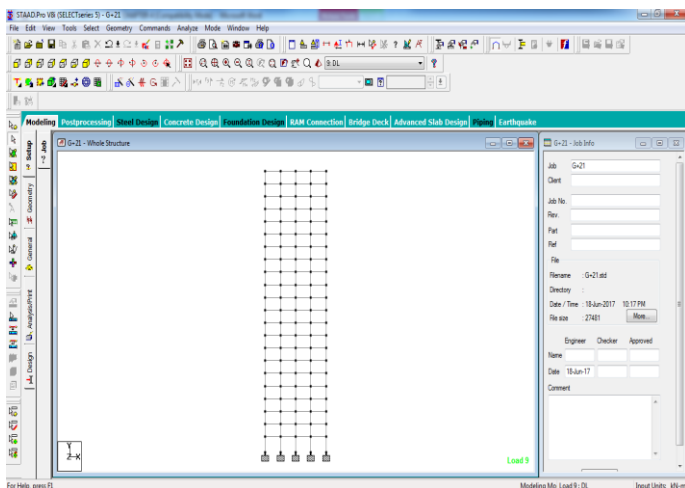 STAAD.Pro V8i (SELECTseries 5) - G+21
File Edit View Tools Select Geometry Commands Analyze Mode Window Help
9: DL
Modeling Postprocessing Steel Design Concrete Design Foundation Design RAM Connection Bridge Deck Advanced Slab Design Piping Earthquake
Setup
Geometry
General
Analysis/Print
Design
Job
G+21 - Whole Structure
Y
Z-X
Load 9
G+21 - Job Info
Job G+21
Client
Job No.
Rev.
Part
Ref
File
Filename : G+21.std
Directory :
Date / Time : 18-Jun-2017 10:17 PM
File size : 27481 More...
Engineer Checker Approved
Name
Date 18-Jun-17
Comment
For Help, press F1
Modeling Mo Load 9 : DL Input Units: kN-m